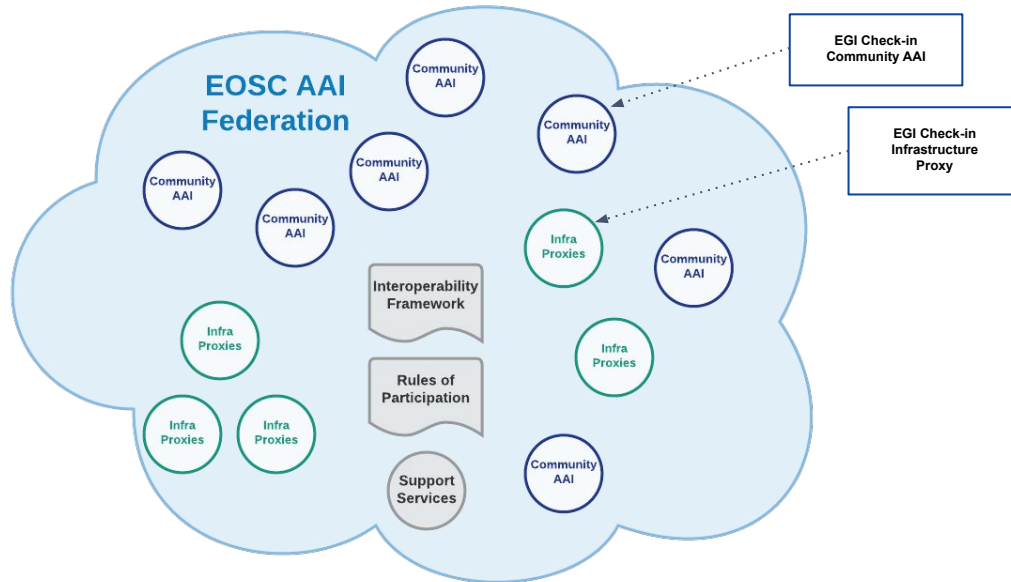 EOSC AAI
Federation
Community
AAI
Community
AAI
Community
AAI
Community
AAI
Community
AAI
EGI Check-in
Community AAI
EGI Check-in
Infrastructure
Proxy
Infra
Proxies
Community
AAI
Interoperability
Framework
Infra
Proxies
Infra
Proxies
Rules of
Participation
Infra
Proxies
Infra
Proxies
Support
Services
Community
AAI